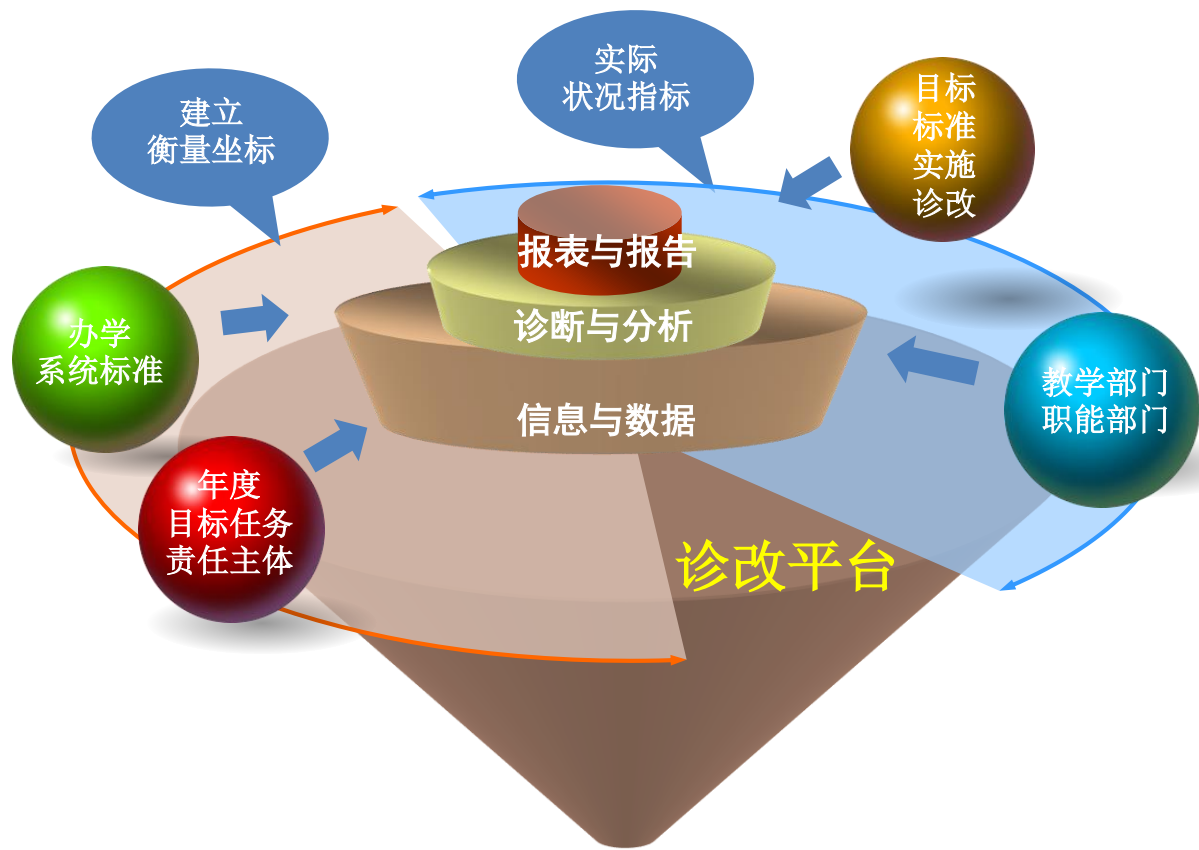 实际
状况指标
建立
衡量坐标
目标
标准
实施
诊改
报表与报告
诊断与分析
信息与数据
办学
系统标准
教学部门
职能部门
年度
目标任务
责任主体
诊改平台